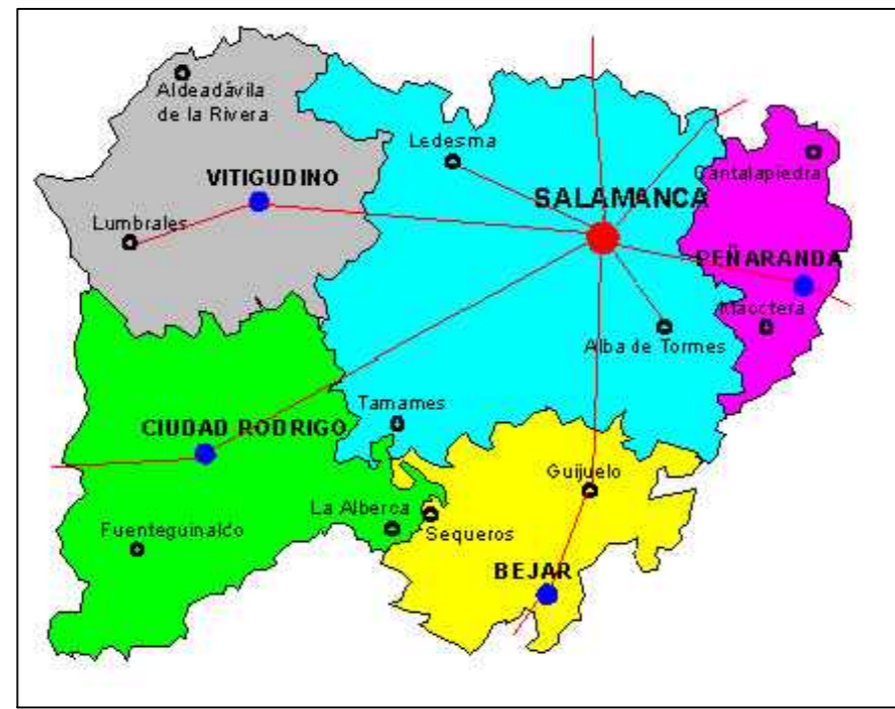 Aldeadávila
de la Rivera
Ledesma
Cantalapiedra
VITIGUDINO
SALAMANCA
Lumbrales
PEÑARANDA
Alba de Tormes
Tamames
CIUDAD RODRIGO
Guijuelo
La Alberca
Sequeros
Fuenteguinaldo
BEJAR